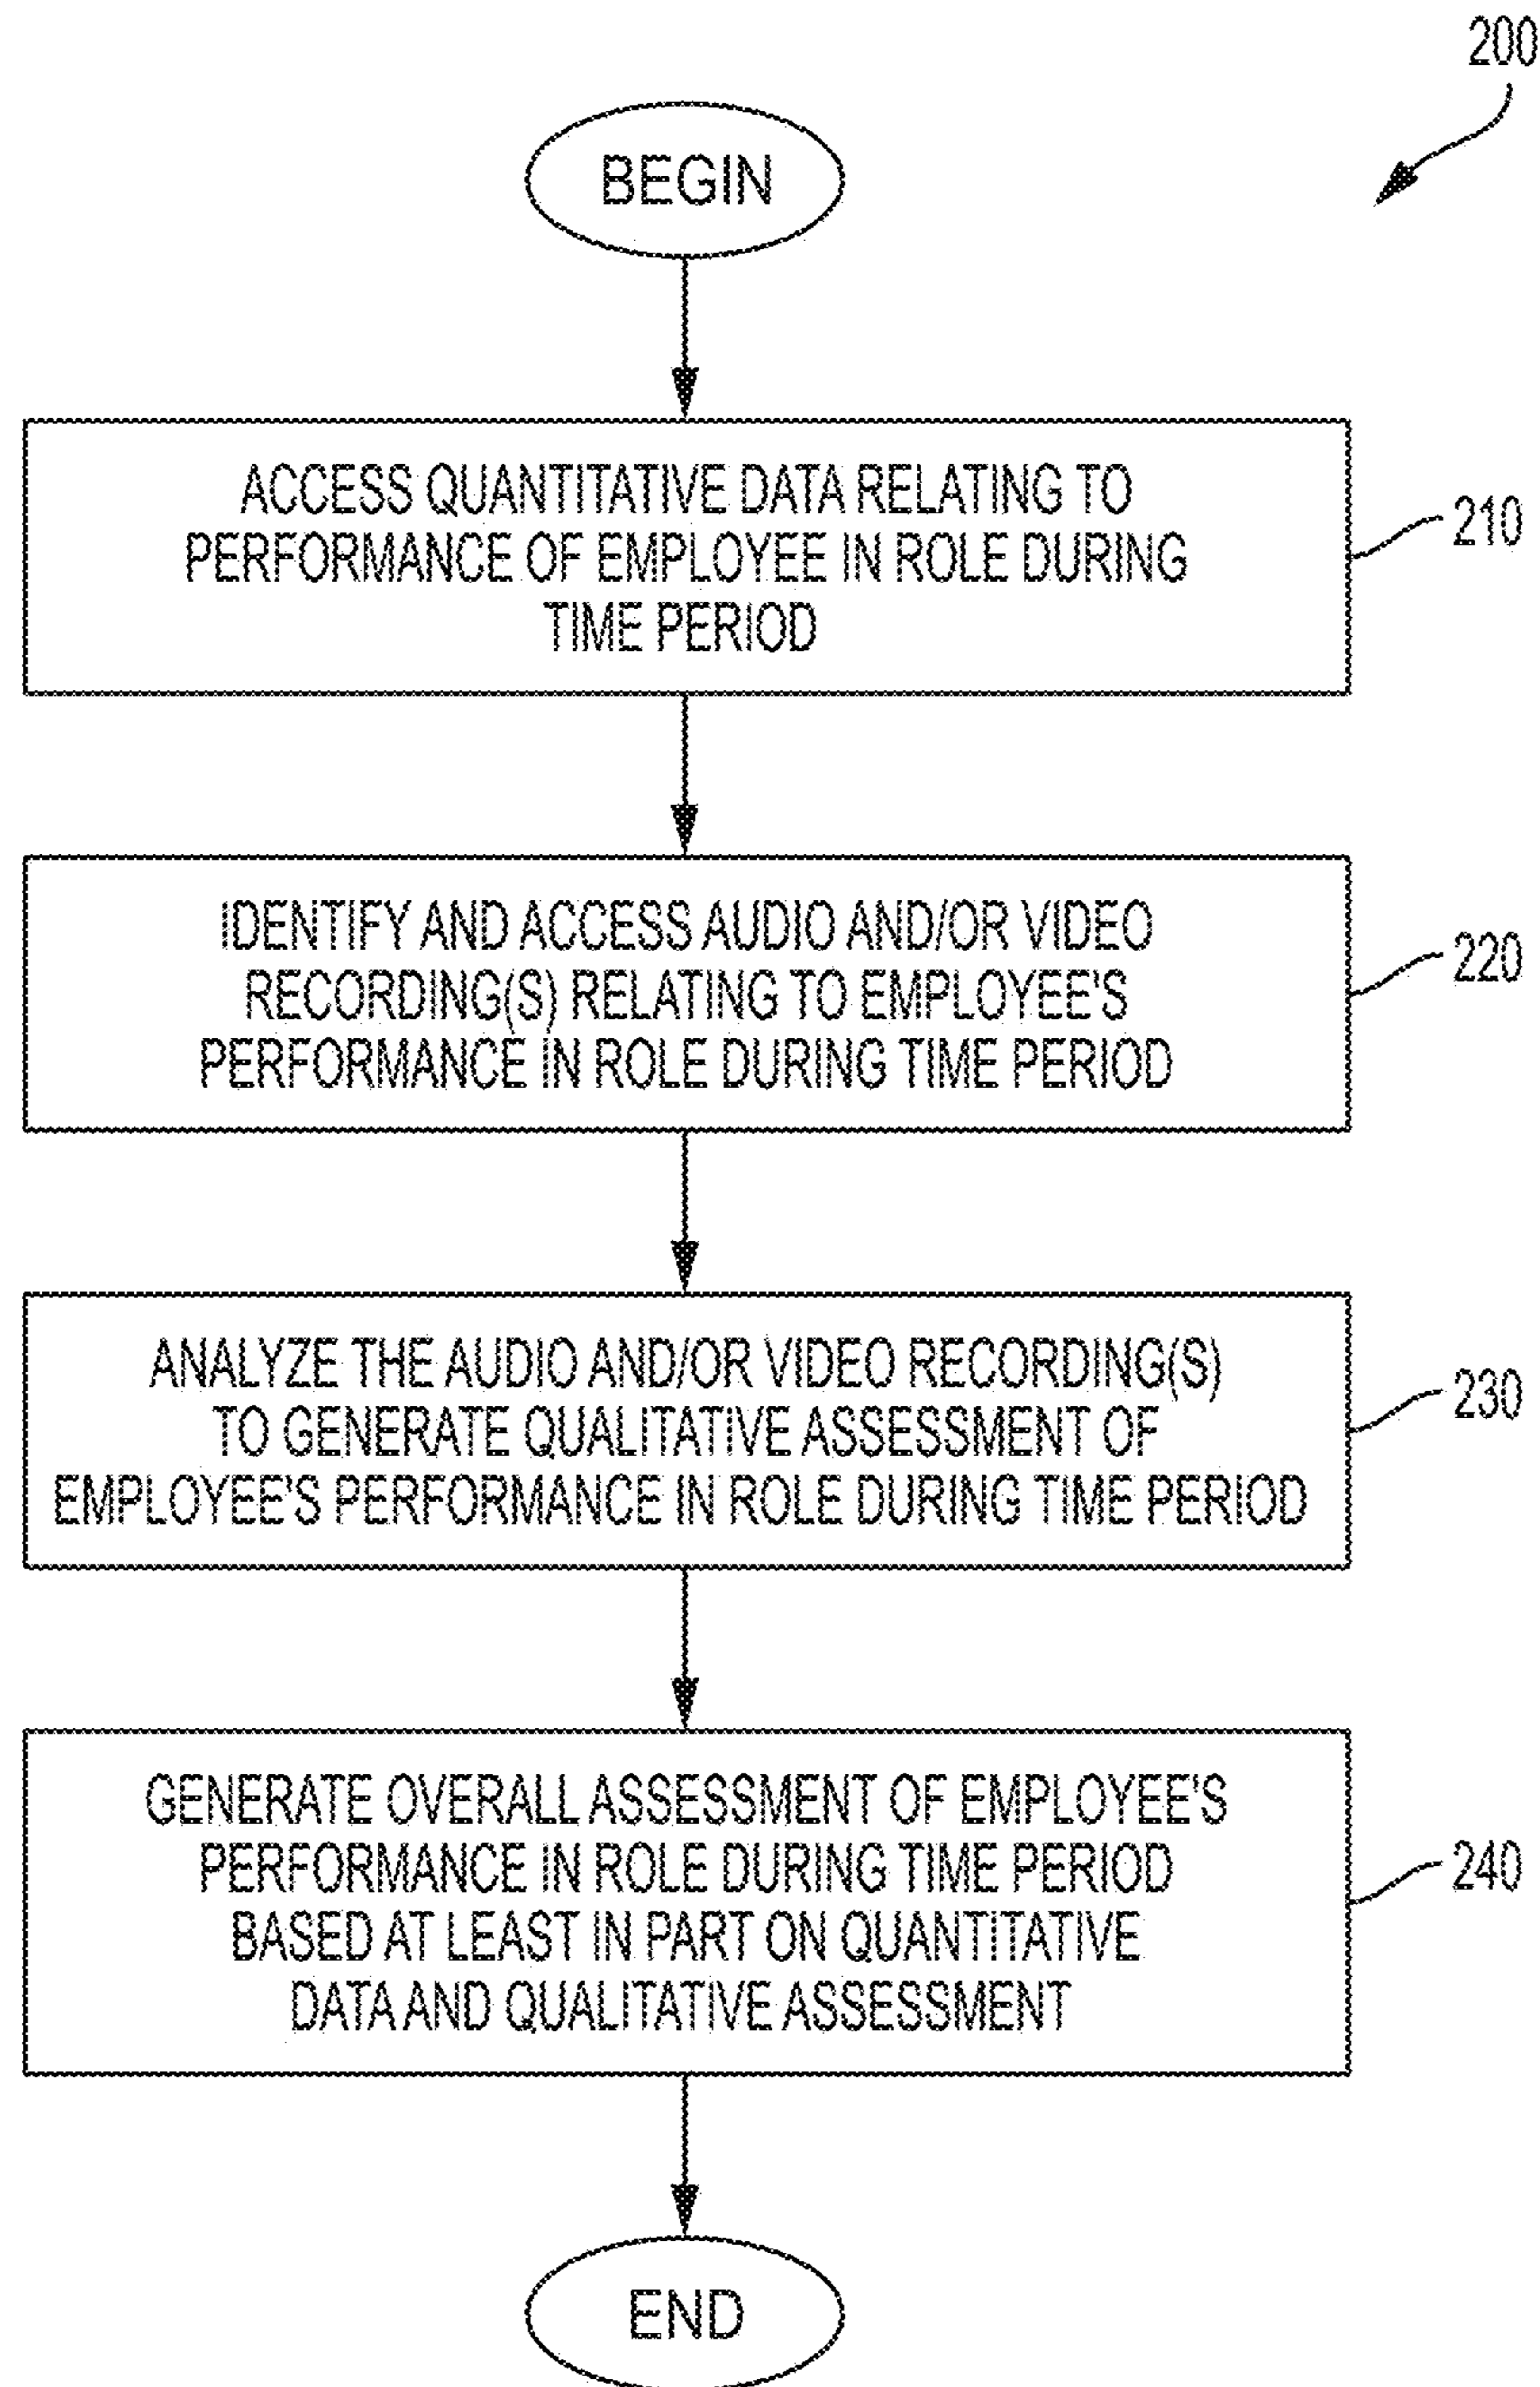 200
BEGIN
ACCESS QUANTITATIVE DATA RELATING TO
PERFORMANCE OF EMPLOYEE IN ROLE DURING
TIME PERIOD
210
IDENTIFY AND ACCESS AUDIO AND/OR VIDEO
RECORDING(S) RELATING TO EMPLOYEE'S
PERFORMANCE IN ROLE DURING TIME PERIOD
220
ANALYZE THE AUDIO AND/OR VIDEO RECORDING(S)
TO GENERATE QUALITATIVE ASSESSMENT OF
EMPLOYEE'S PERFORMANCE IN ROLE DURING TIME PERIOD
230
GENERATE OVERALL ASSESSMENT OF EMPLOYEE'S
PERFORMANCE IN ROLE DURING TIME PERIOD
BASED AT LEAST IN PART ON QUANTITATIVE
DATA AND QUALITATIVE ASSESSMENT
240
END